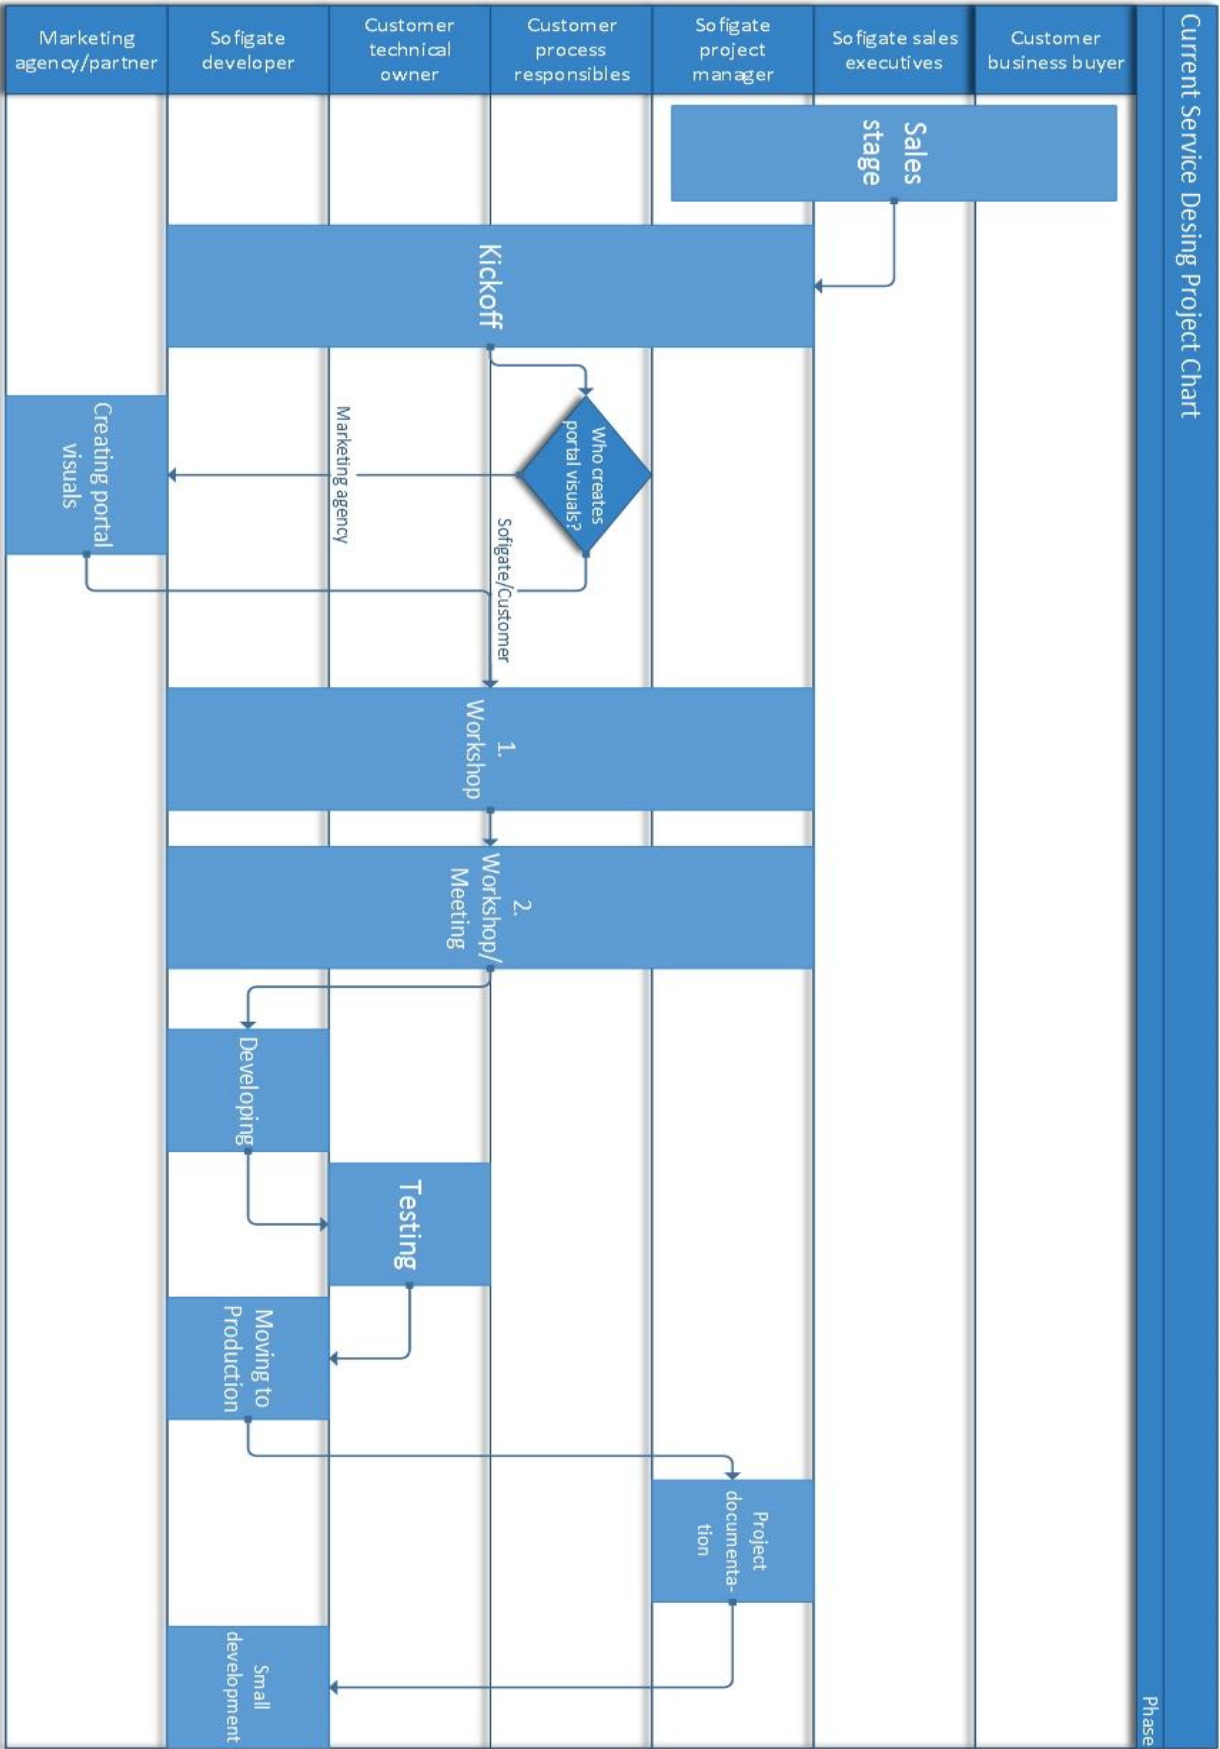 Current Service Desing Project Chart
Phase
Customer
business buyer
Sofigate sales
executives
Sofigate
project
manager
Customer
process
responsibles
Customer
technical
owner
Sofigate
developer
Marketing
agency/partner
Sales
stage
Kickoff
Who creates
portal visuals?
Marketing agency
Sofigate/Customer
Creating portal
visuals
1.
Workshop
2.
Workshop/
Meeting
Developing
Testing
Moving to
Production
Project
documenta-
tion
Small
development